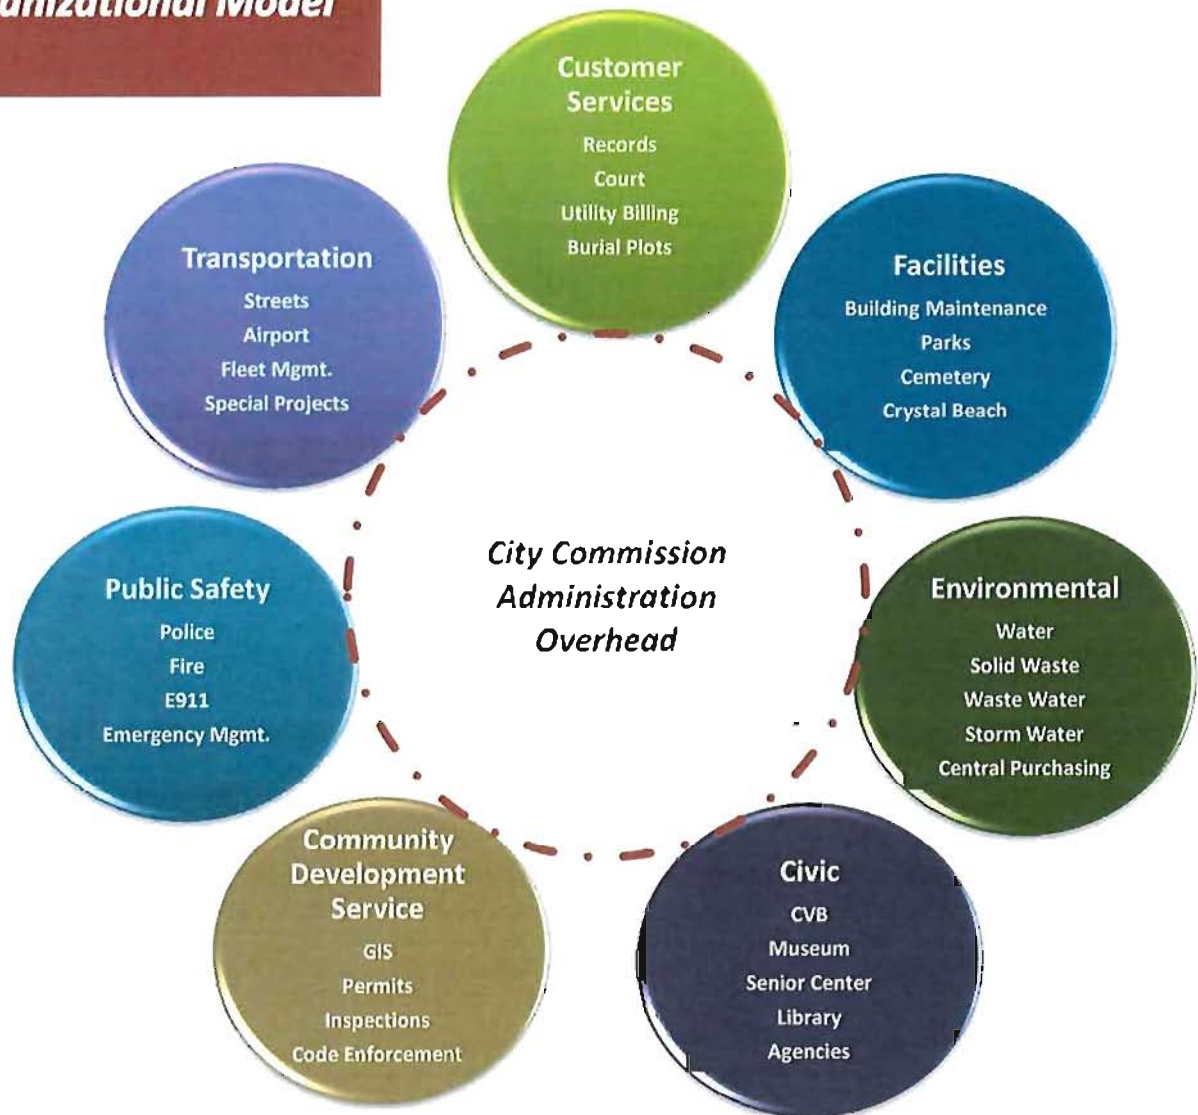 Model
Customer
Services
Records
Court
Utility Billing
Burial Plots
Transportation
Streets
Airport
Fleet Mgmt.
Special Projects
Facilities
Building Maintenance
Parks
Cemetery
Crystal Beach
City Commission
Administration
Overhead
Public Safety
Police
Fire
E911
Emergency Mgmt.
Environmental
Water
Solid Waste
Waste Water
Storm Water
Central Purchasing
Community
Development
Service
GIS
Permits
Inspections
Code Enforcement
Civic
CVB
Museum
Senior Center
Library
Agencies